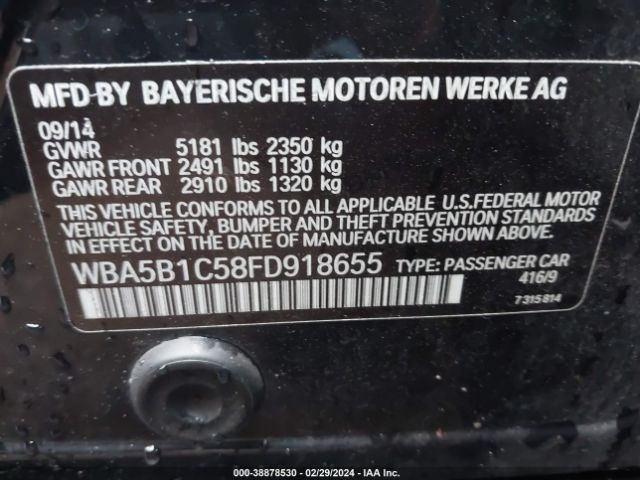 MFD BY BAYERISCHE MOTOREN WERKE AG
09/14
GVWR 5181 lbs 2350 kg
GAWR FRONT 2491 lbs 1130 kg
GAWR REAR 2910 lbs 1320 kg
THIS VEHICLE CONFORMS TO ALL APPLICABLE U.S.FEDERAL MOTOR
VEHICLE SAFETY, BUMPER AND THEFT PREVENTION STANDARDS
IN EFFECT ON THE DATE OF MANUFACTURE SHOWN ABOVE.
WBA5B1C58FD918655 TYPE: PASSENGER CAR
416/9
7315814
000-38878530 - 02/29/2024 - IAA Inc.